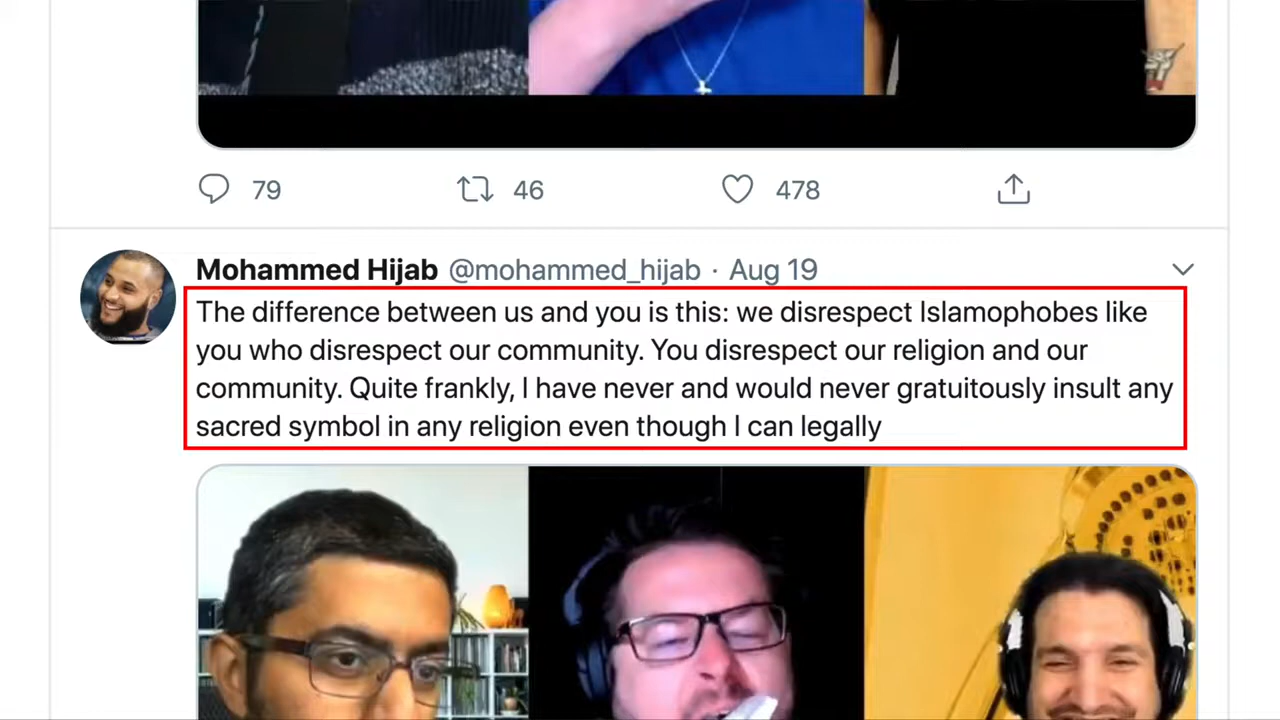 79 46 478
Mohammed Hijab @mohammed_hijab · Aug 19
The difference between us and you is this: we disrespect Islamophobes like
you who disrespect our community. You disrespect our religion and our
community. Quite frankly, I have never and would never gratuitously insult any
sacred symbol in any religion even though I can legally